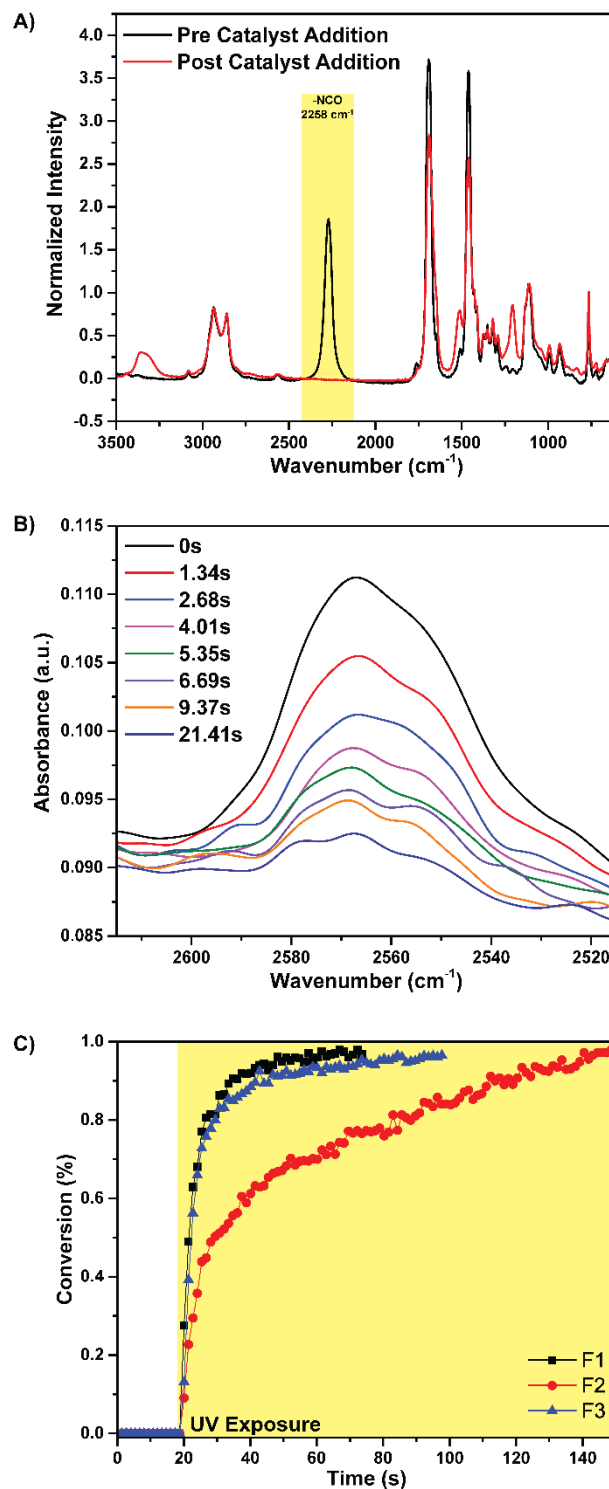 A)
Pre Catalyst Addition
Post Catalyst Addition
-NCO
2258 cm⁻¹
Normalized Intensity
4.0
3.5
3.0
2.5
2.0
1.5
1.0
0.5
0.0
-0.5
3500 3000 2500 2000 1500 1000
Wavenumber (cm⁻¹)
B)
0s
1.34s
2.68s
4.01s
5.35s
6.69s
9.37s
21.41s
Absorbance (a.u.)
0.115
0.110
0.105
0.100
0.095
0.090
0.085
2600 2580 2560 2540 2520
Wavenumber (cm⁻¹)
C)
Conversion (%)
1.0
0.8
0.6
0.4
0.2
0.0
F1
F2
F3
UV Exposure
0 20 40 60 80 100 120 140
Time (s)